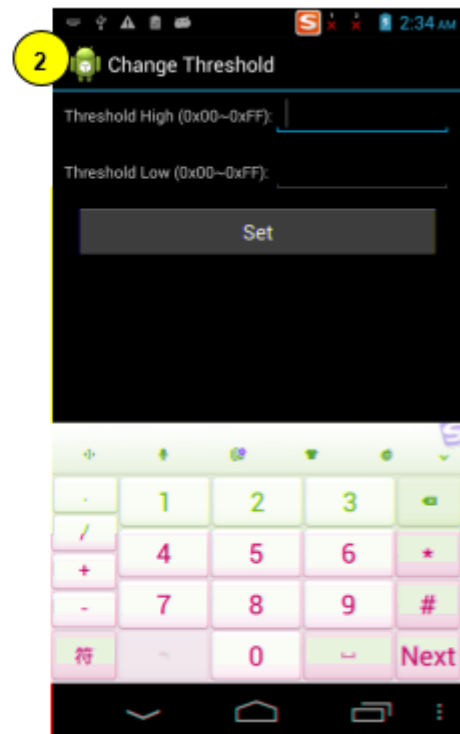 S
2:34 AM
2
Change Threshold
Threshold High (0x00~0xFF):
Threshold Low (0x00~0xFF):
Set
S
.
1
2
3
/
4
5
6
*
+
-
7
8
9
#
符
0
Next